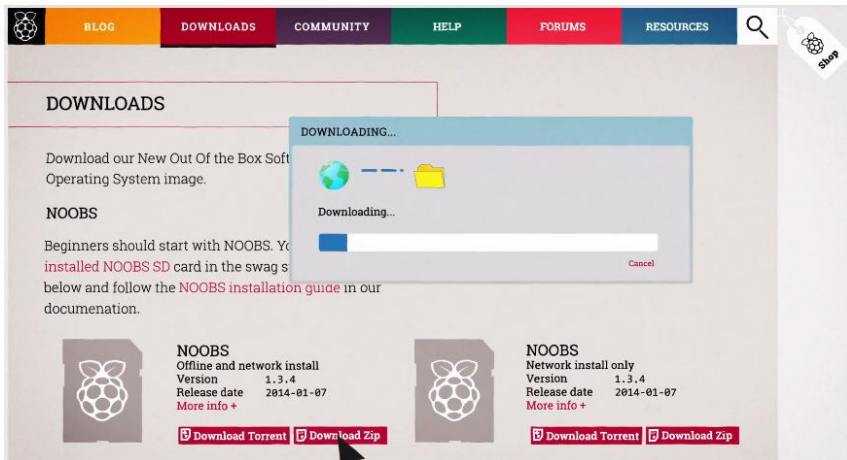 BLOG DOWNLOADS COMMUNITY HELP FORUMS RESOURCES
Shop
DOWNLOADS
DOWNLOADING...
Download our New Out Of the Box Soft
Operating System image.
Downloading...
NOOBS
Beginners should start with NOOBS. Yo
installed NOOBS SD card in the swag s
Cancel
below and follow the NOOBS installation guide in our
documenation.
NOOBS
Offline and network install
Version 1.3.4
Release date 2014-01-07
More info +
Download Torrent Download Zip
NOOBS
Network install only
Version 1.3.4
Release date 2014-01-07
More info +
Download Torrent Download Zip